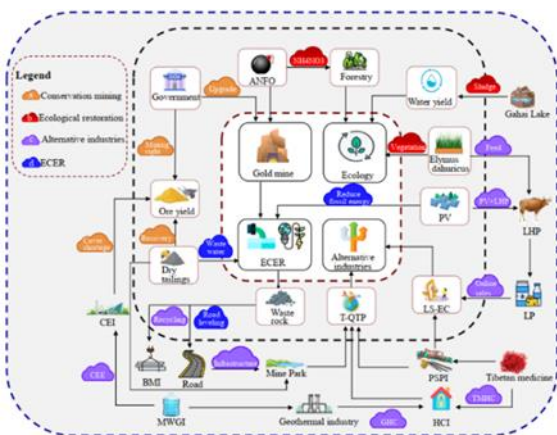 Legend
a Conservation mining
b Ecological restoration
c Alternative industries
d ECER
ANFO
NH4NO3
Forestry
Government
Upgrade
Water yield
Sludge
Gahai Lake
Mining right
Gold mine
Ecology
Vegetation
Elymus dahuricus
Feed
Reduce fossil energy
PV
PV+LHP
LHP
Ore yield
Recovery
Waste water
ECER
Alternative industries
Dry tailings
Waste rock
T-QTP
LS-EC
Online sales
LP
CEI
Recycling
Road leveling
BMI
Road
Infrastructure
Mine Park
PSPI
Tibetan medicine
CEE
MWGI
Geothermal industry
GHC
HCI
TMHC